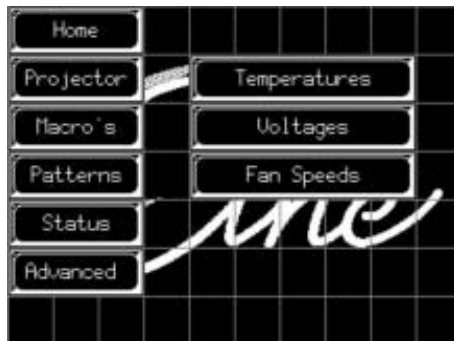 Home
Projector
Temperatures
Macro's
Voltages
Patterns
Fan Speeds
Status
Advanced